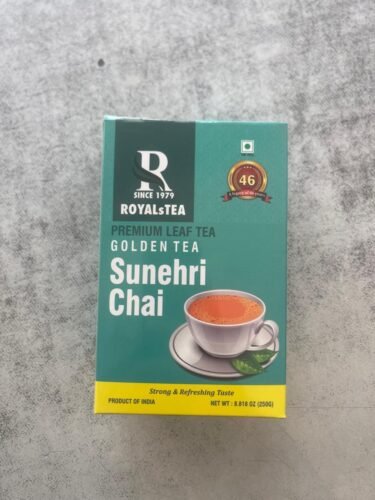 R
SINCE 1979
ROYALsTEA
46
PREMIUM LEAF TEA
GOLDEN TEA
Sunehri
Chai
Strong & Refreshing Taste
PRODUCT OF INDIA
NET WT : 8.818 OZ (250G)